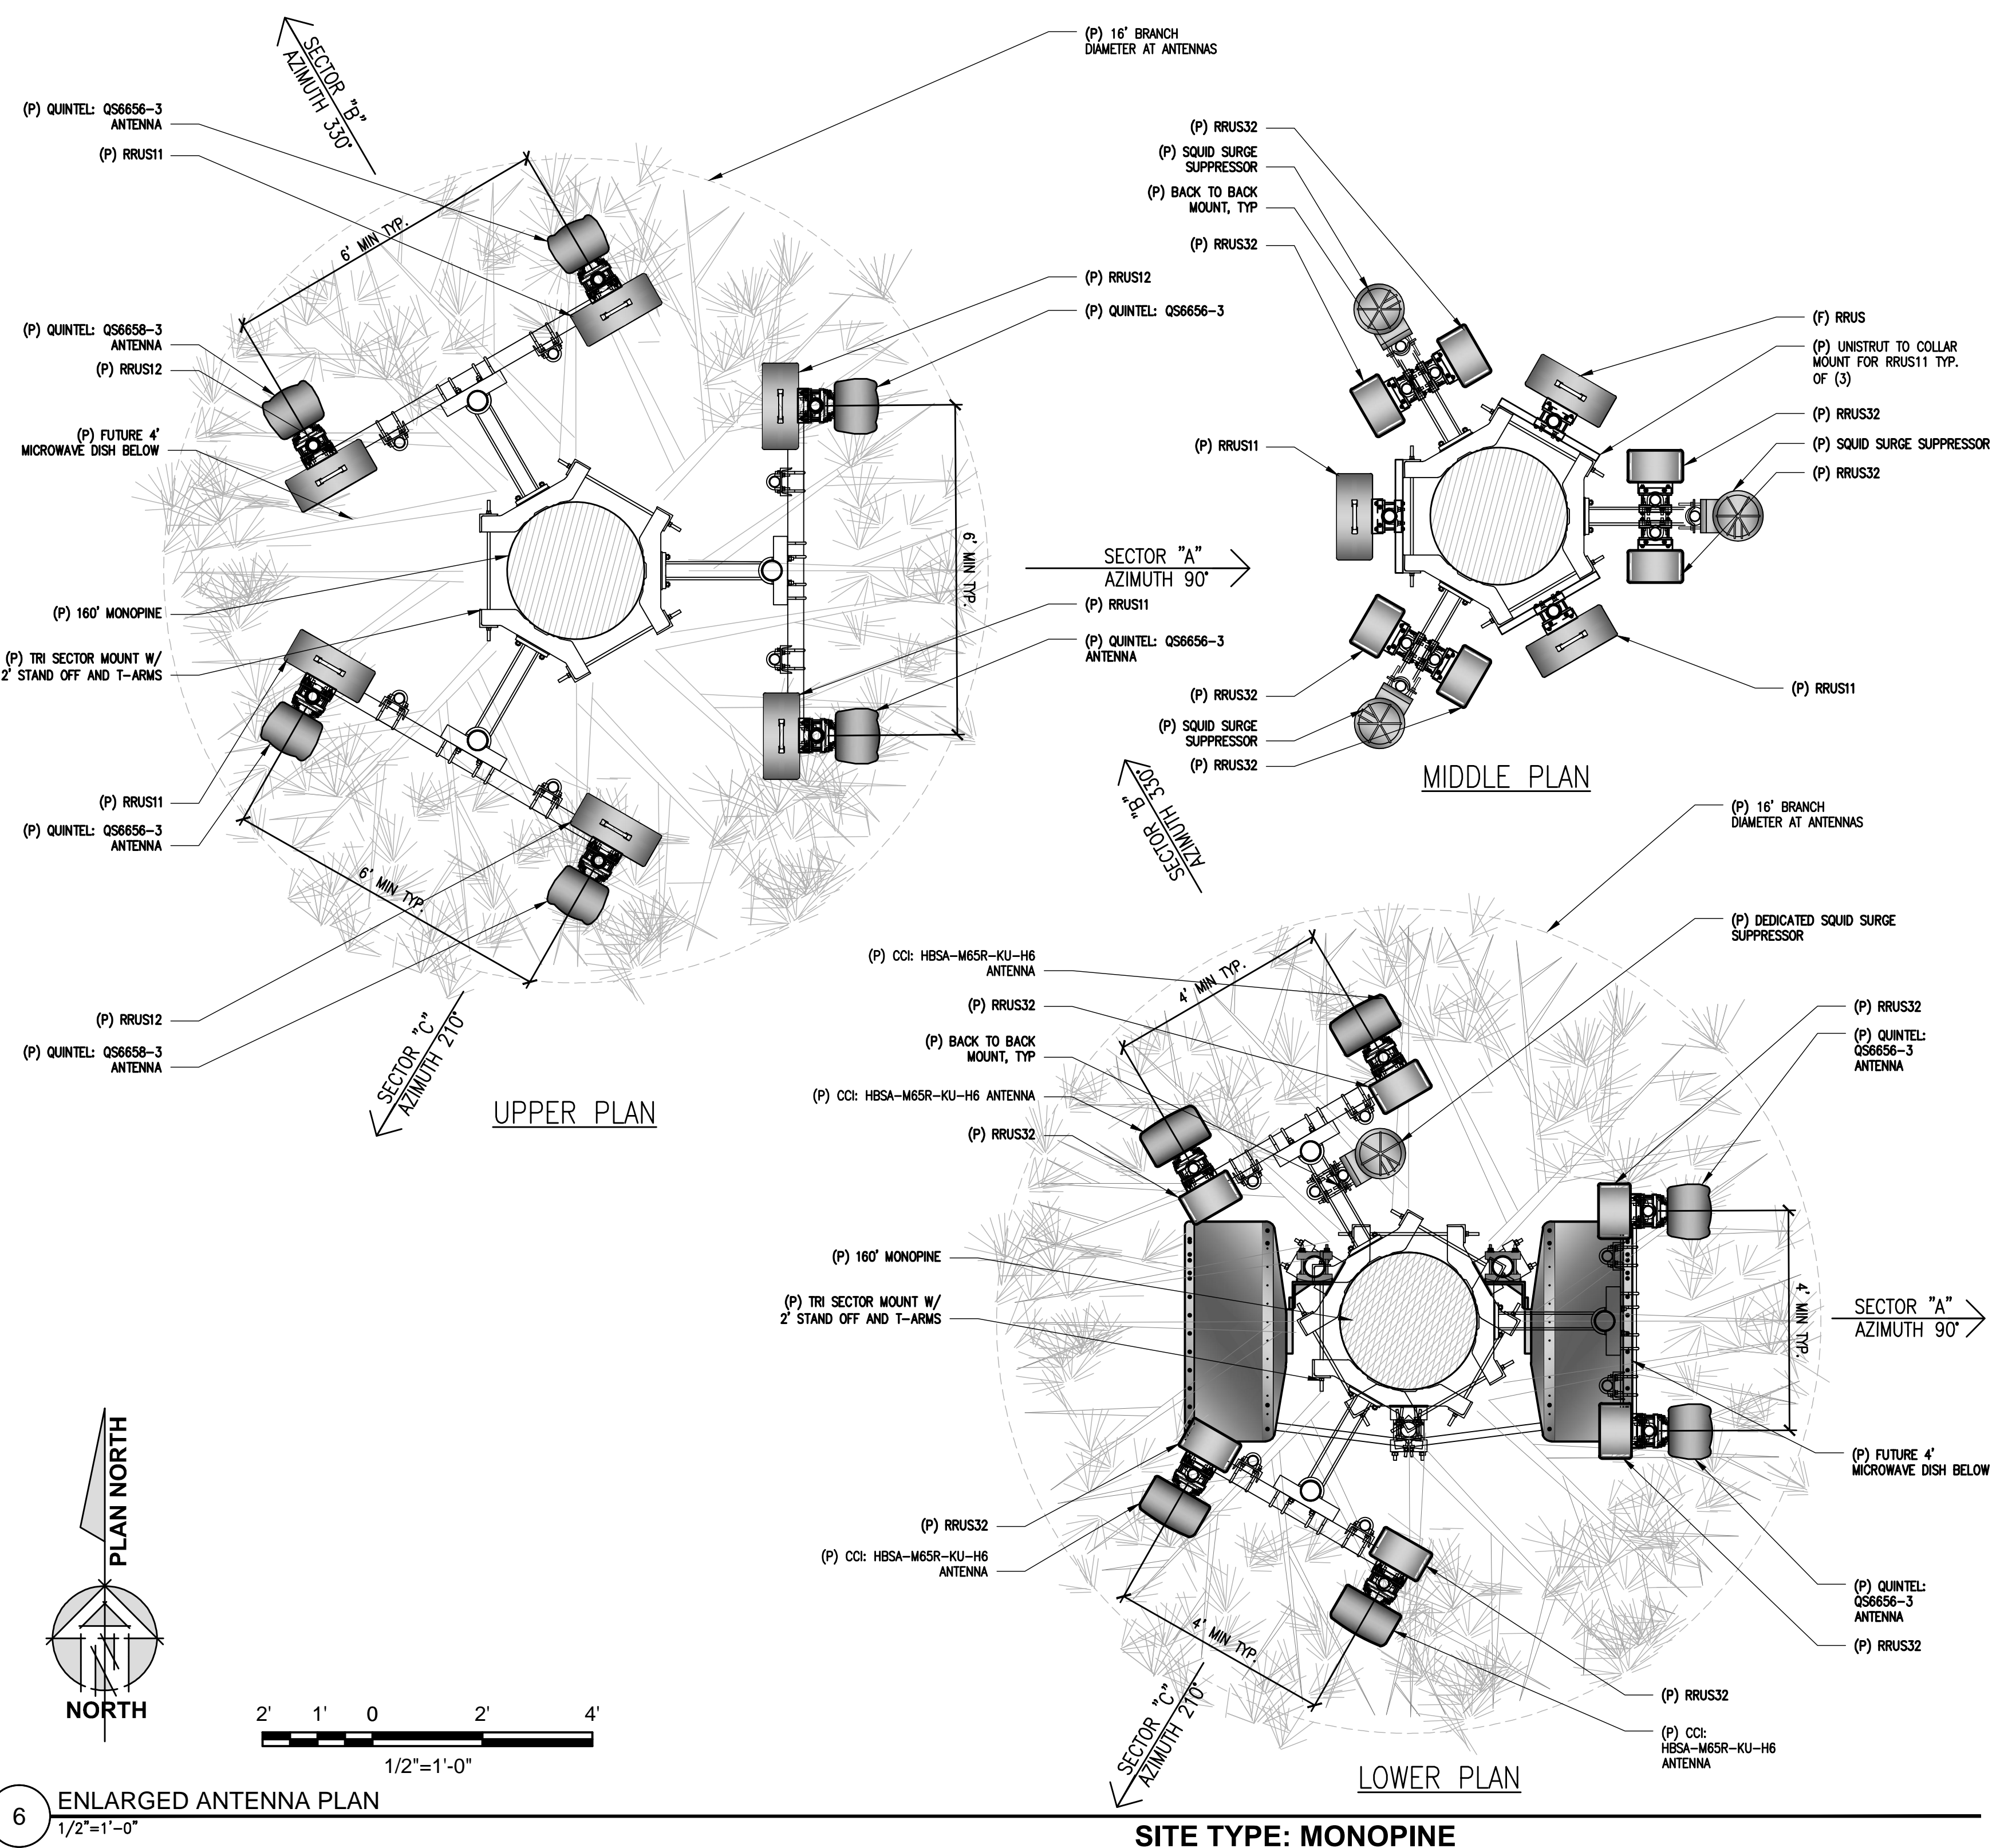 SECTOR "B"
AZIMUTH 330°
(P) QUINTEL: QS6656-3
ANTENNA
(P) RRUS11
6' MIN TYP.
(P) QUINTEL: QS6658-3
ANTENNA
(P) RRUS12
(P) FUTURE 4'
MICROWAVE DISH BELOW
(P) 160' MONOPINE
(P) TRI SECTOR MOUNT W/
2' STAND OFF AND T-ARMS
(P) RRUS11
(P) QUINTEL: QS6656-3
ANTENNA
6' MIN TYP.
(P) RRUS12
(P) QUINTEL: QS6658-3
ANTENNA
SECTOR "C"
AZIMUTH 210°
UPPER PLAN
(P) 16' BRANCH
DIAMETER AT ANTENNAS
(P) RRUS12
(P) QUINTEL: QS6656-3
6' MIN TYP.
SECTOR "A"
AZIMUTH 90°
(P) RRUS11
(P) QUINTEL: QS6656-3
ANTENNA
(P) RRUS32
(P) SQUID SURGE
SUPPRESSOR
(P) BACK TO BACK
MOUNT, TYP
(P) RRUS32
(P) RRUS11
(P) RRUS32
(P) SQUID SURGE
SUPPRESSOR
(P) RRUS32
(F) RRUS
(P) UNISTRUT TO COLLAR
MOUNT FOR RRUS11 TYP.
OF (3)
(P) RRUS32
(P) SQUID SURGE SUPPRESSOR
(P) RRUS32
(P) RRUS11
MIDDLE PLAN
SECTOR "B"
AZIMUTH 330°
(P) 16' BRANCH
DIAMETER AT ANTENNAS
(P) DEDICATED SQUID SURGE
SUPPRESSOR
(P) CCI: HBSA-M65R-KU-H6
ANTENNA
4' MIN TYP.
(P) RRUS32
(P) BACK TO BACK
MOUNT, TYP
(P) CCI: HBSA-M65R-KU-H6 ANTENNA
(P) RRUS32
(P) 160' MONOPINE
(P) TRI SECTOR MOUNT W/
2' STAND OFF AND T-ARMS
(P) RRUS32
(P) CCI: HBSA-M65R-KU-H6
ANTENNA
4' MIN TYP.
(P) RRUS32
(P) QUINTEL:
QS6656-3
ANTENNA
4' MIN TYP.
SECTOR "A"
AZIMUTH 90°
(P) FUTURE 4'
MICROWAVE DISH BELOW
(P) QUINTEL:
QS6656-3
ANTENNA
(P) RRUS32
(P) RRUS32
(P) CCI:
HBSA-M65R-KU-H6
ANTENNA
SECTOR "C"
AZIMUTH 210°
LOWER PLAN
PLAN NORTH
NORTH
2' 1' 0 2' 4'
1/2"=1'-0"
6
ENLARGED ANTENNA PLAN
1/2"=1'-0"
SITE TYPE: MONOPINE